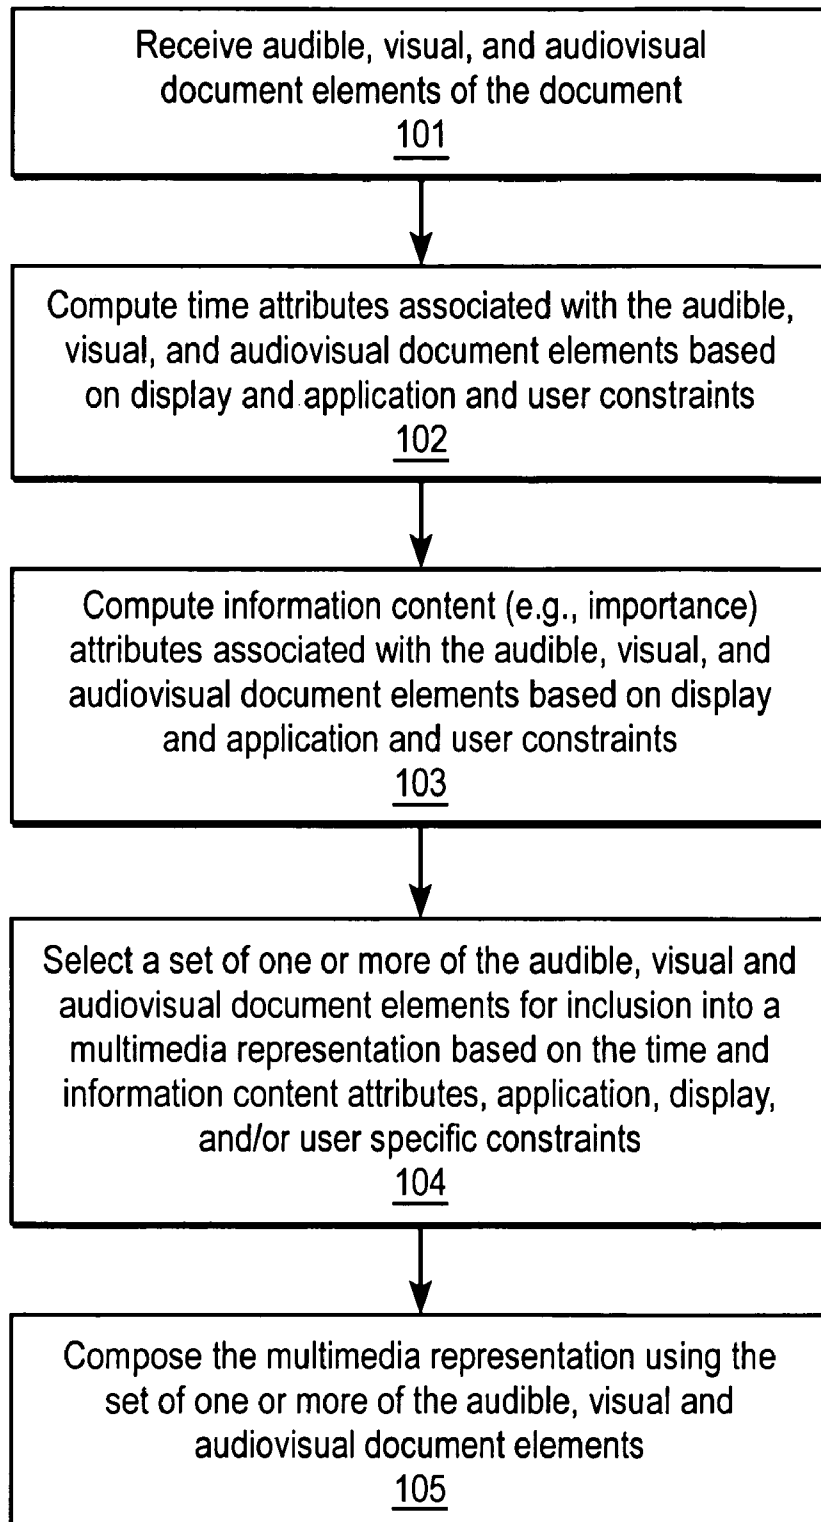 Receive audible, visual, and audiovisual
document elements of the document
101
Compute time attributes associated with the audible,
visual, and audiovisual document elements based
on display and application and user constraints
102
Compute information content (e.g., importance)
attributes associated with the audible, visual, and
audiovisual document elements based on display
and application and user constraints
103
Select a set of one or more of the audible, visual and
audiovisual document elements for inclusion into a
multimedia representation based on the time and
information content attributes, application, display,
and/or user specific constraints
104
Compose the multimedia representation using the
set of one or more of the audible, visual and
audiovisual document elements
105